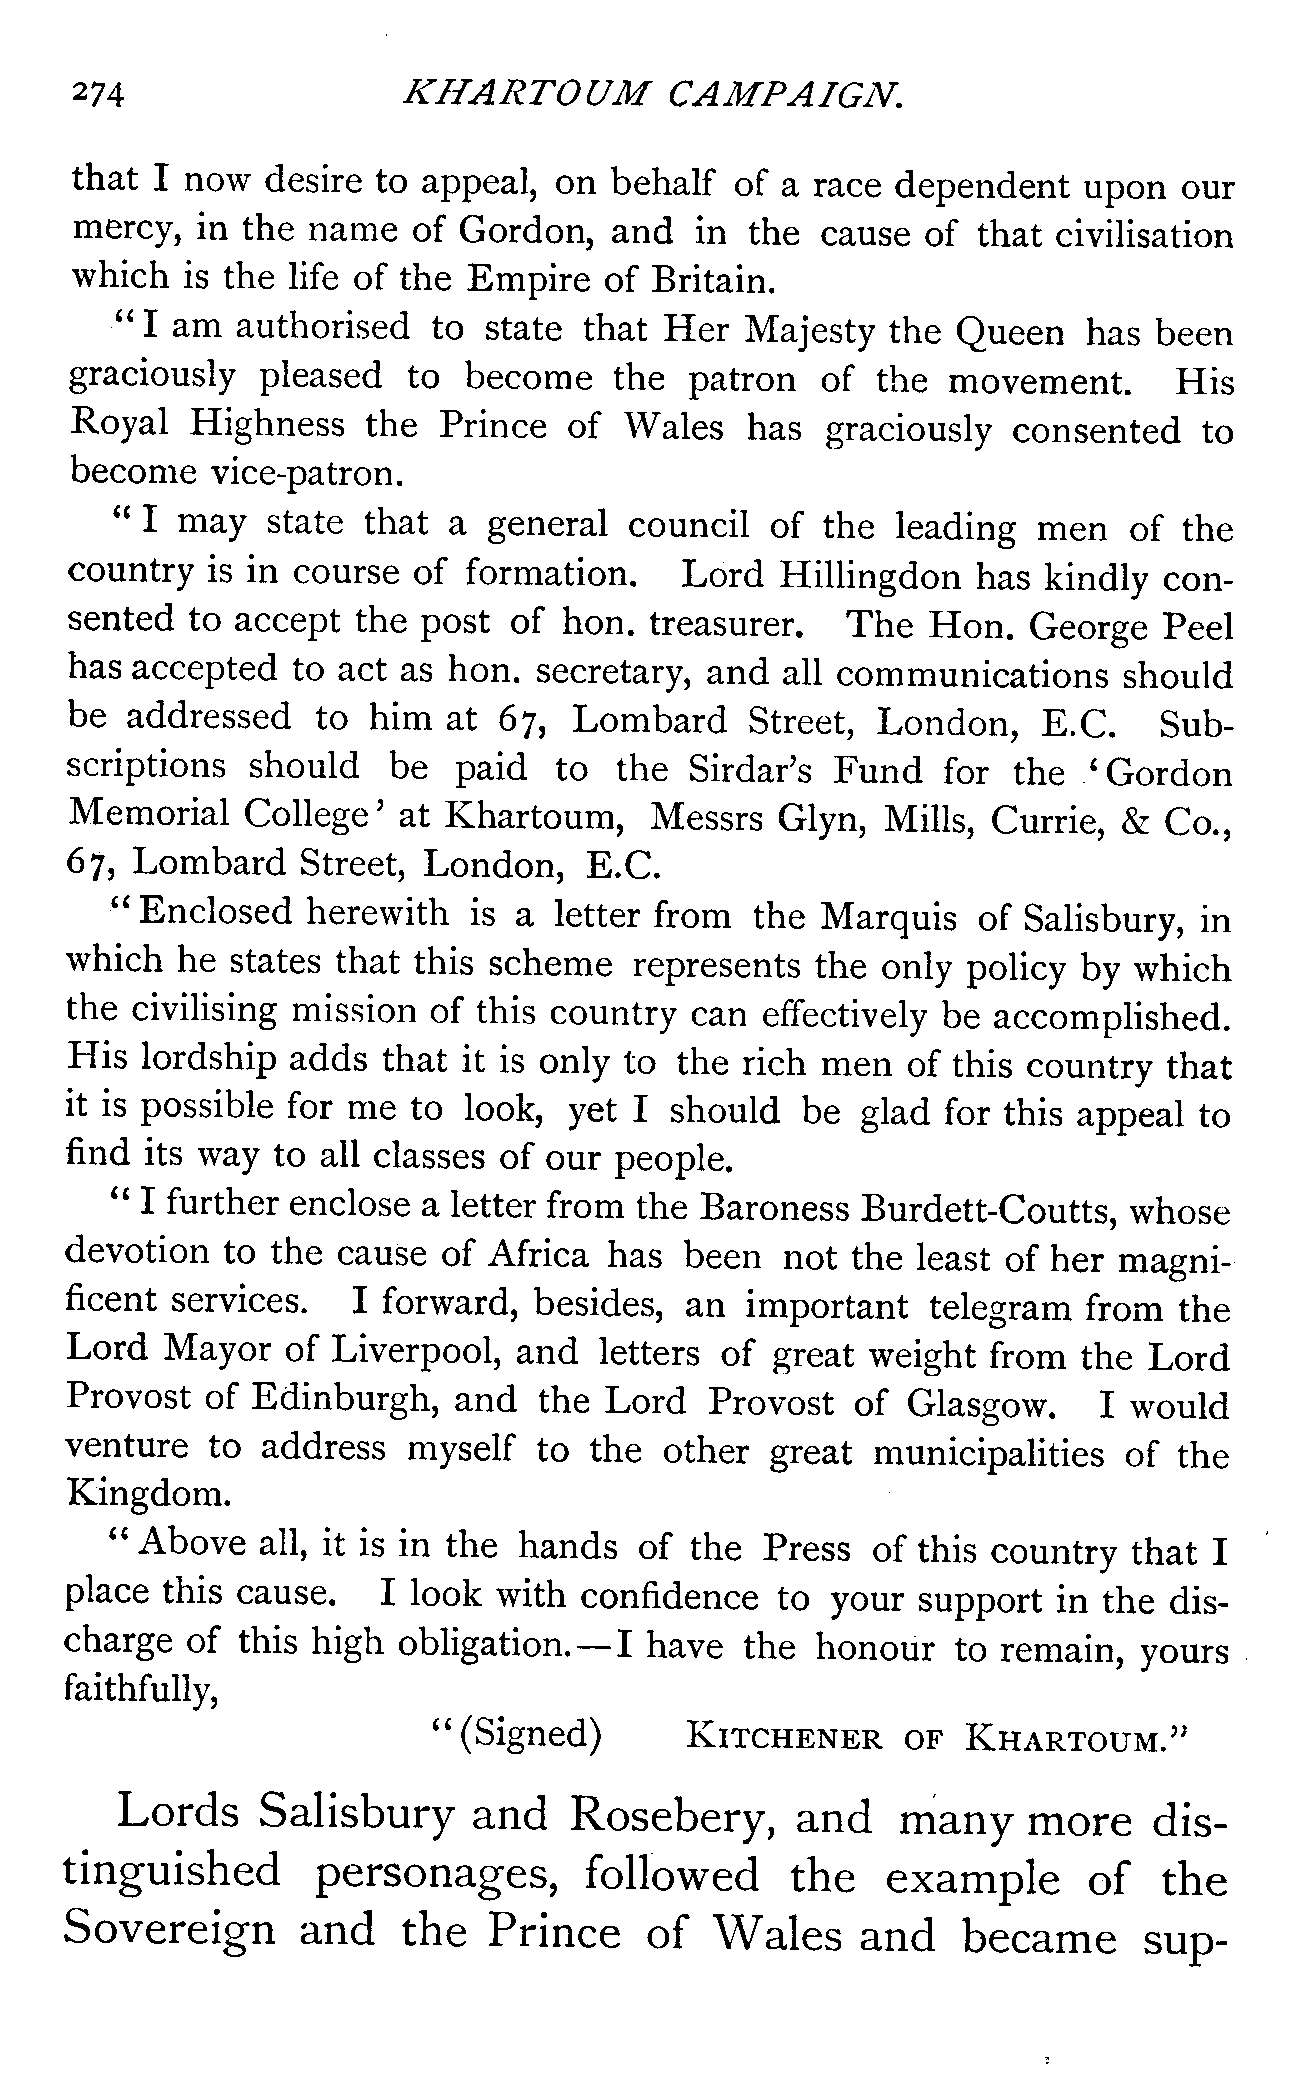 274 KHARTOUM CAMPAIGN.
that I now desire to appeal, on behalf of a race dependent upon our
mercy, in the name of Gordon, and in the cause of that civilisation
which is the life of the Empire of Britain.
“ I am authorised to state that Her Majesty the Queen has been
graciously pleased to become the patron of the movement. His
Royal Highness the Prince of Wales has graciously consented to
become vice-patron.
“ I may state that a general council of the leading men of the
country is in course of formation. Lord Hillingdon has kindly con-
sented to accept the post of hon. treasurer. The Hon. George Peel
has accepted to act as hon. secretary, and all communications should
be addressed to him at 67, Lombard Street, London, E.C. Sub-
scriptions should be paid to the Sirdar’s Fund for the ‘ Gordon
Memorial College ’ at Khartoum, Messrs Glyn, Mills, Currie, & Co.,
67, Lombard Street, London, E.C.
“ Enclosed herewith is a letter from the Marquis of Salisbury, in
which he states that this scheme represents the only policy by which
the civilising mission of this country can effectively be accomplished.
His lordship adds that it is only to the rich men of this country that
it is possible for me to look, yet I should be glad for this appeal to
find its way to all classes of our people.
“ I further enclose a letter from the Baroness Burdett-Coutts, whose
devotion to the cause of Africa has been not the least of her magni-
ficent services. I forward, besides, an important telegram from the
Lord Mayor of Liverpool, and letters of great weight from the Lord
Provost of Edinburgh, and the Lord Provost of Glasgow. I would
venture to address myself to the other great municipalities of the
Kingdom.
“ Above all, it is in the hands of the Press of this country that I
place this cause. I look with confidence to your support in the dis-
charge of this high obligation.—I have the honour to remain, yours
faithfully,
“ (Signed) KITCHENER OF KHARTOUM.”
Lords Salisbury and Rosebery, and many more dis-
tinguished personages, followed the example of the
Sovereign and the Prince of Wales and became sup-